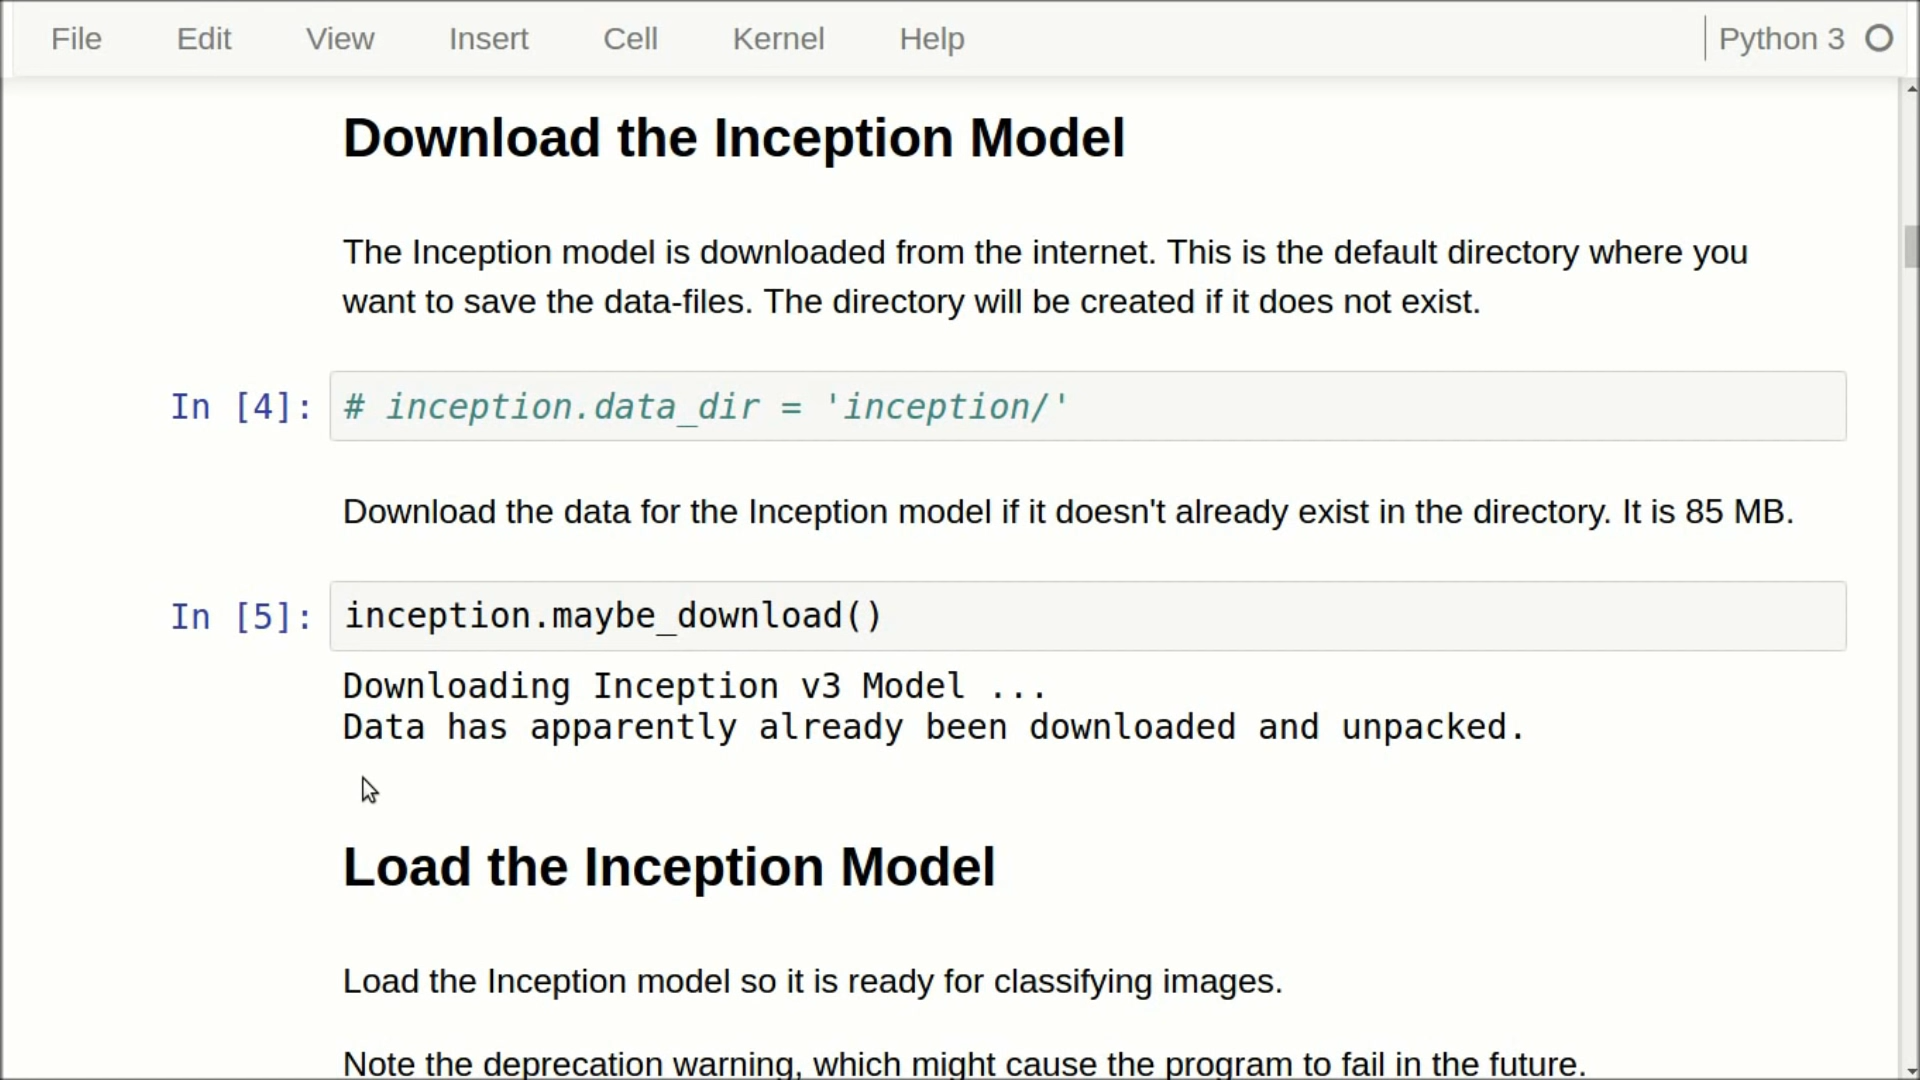 File Edit View Insert Cell Kernel Help Python 3
Download the Inception Model
The Inception model is downloaded from the internet. This is the default directory where you
want to save the data-files. The directory will be created if it does not exist.
In [4]: # inception.data_dir = 'inception/'
Download the data for the Inception model if it doesn't already exist in the directory. It is 85 MB.
In [5]: inception.maybe_download()
Downloading Inception v3 Model ...
Data has apparently already been downloaded and unpacked.
Load the Inception Model
Load the Inception model so it is ready for classifying images.
Note the deprecation warning, which might cause the program to fail in the future.